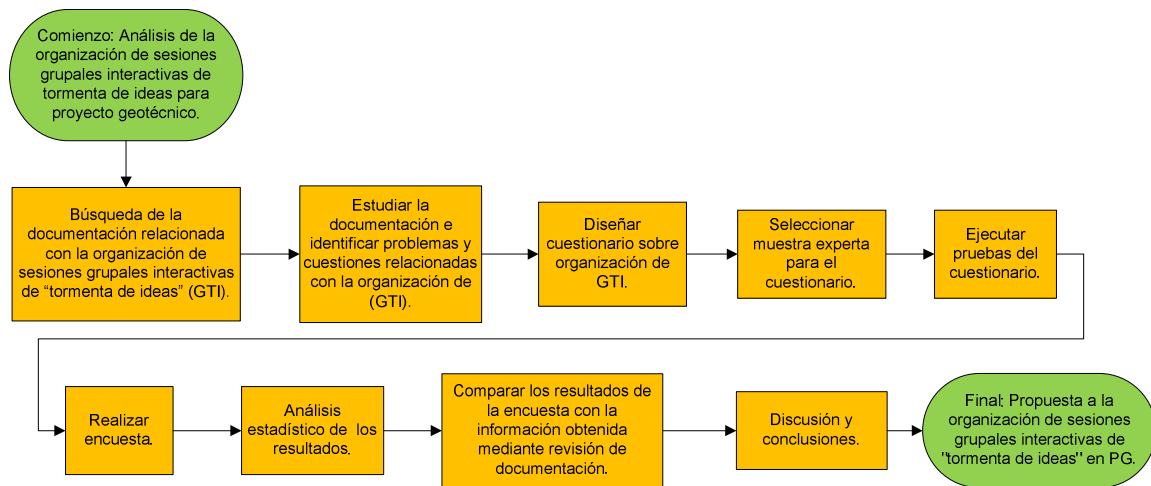 Comienzo: Análisis de la
organización de sesiones
grupales interactivas de
tormenta de ideas para
proyecto geotécnico.
Búsqueda de la
documentación relacionada
con la organización de
sesiones grupales interactivas
de “tormenta de ideas” (GTI).
Estudiar la
documentación e
identificar problemas y
cuestiones relacionadas
con la organización de
(GTI).
Diseñar
cuestionario sobre
organización de
GTI.
Seleccionar
muestra experta
para el
cuestionario.
Ejecutar
pruebas del
cuestionario.
Realizar
encuesta.
Análisis
estadístico de los
resultados.
Comparar los resultados de
la encuesta con la
información obtenida
mediante revisión de
documentación.
Discusión y
conclusiones.
Final: Propuesta a la
organización de sesiones
grupales interactivas de
"tormenta de ideas" en PG.